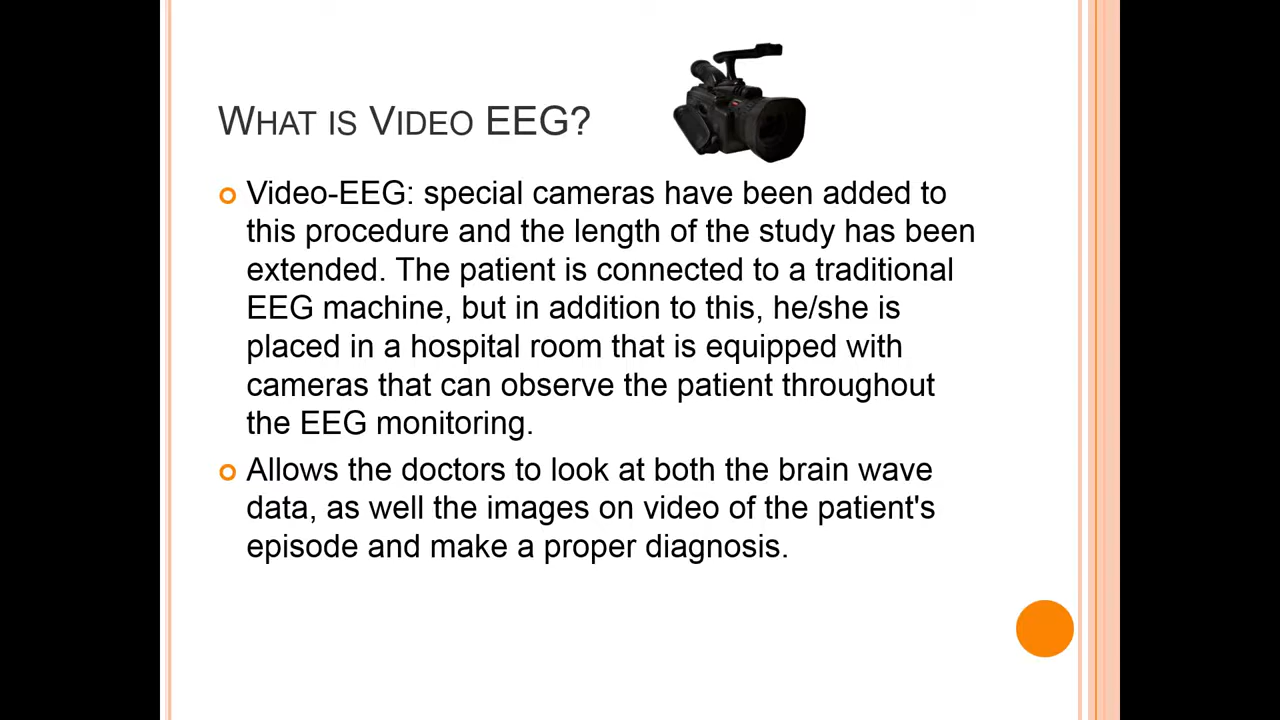 WHAT IS VIDEO EEG?
Video-EEG: special cameras have been added to
this procedure and the length of the study has been
extended. The patient is connected to a traditional
EEG machine, but in addition to this, he/she is
placed in a hospital room that is equipped with
cameras that can observe the patient throughout
the EEG monitoring.
Allows the doctors to look at both the brain wave
data, as well the images on video of the patient's
episode and make a proper diagnosis.